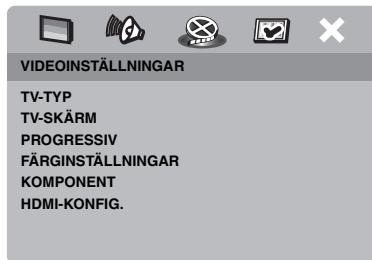 VIDEOINSTÄLLNINGAR
TV-TYP
TV-SKÄRM
PROGRESSIV
FÄRGINSTÄLLNINGAR
KOMPONENT
HDMI-KONFIG.